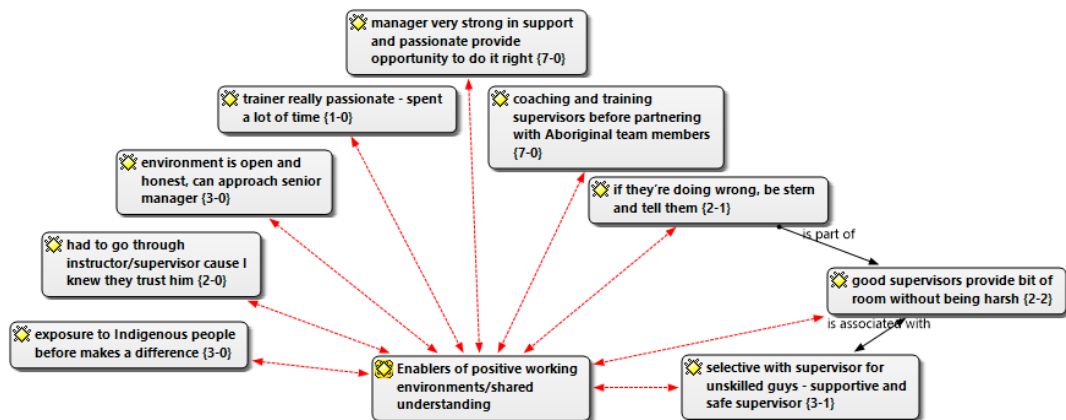 manager very strong in support
and passionate provide
opportunity to do it right {7-0}
trainer really passionate - spent
a lot of time {1-0}
coaching and training
supervisors before partnering
with Aboriginal team members
{7-0}
environment is open and
honest, can approach senior
manager {3-0}
if they're doing wrong, be stern
and tell them {2-1}
is part of
had to go through
instructor/supervisor cause I
knew they trust him {2-0}
good supervisors provide bit of
room without being harsh {2-2}
is associated with
exposure to Indigenous people
before makes a difference {3-0}
Enablers of positive working
environments/shared
understanding
selective with supervisor for
unskilled guys - supportive and
safe supervisor {3-1}